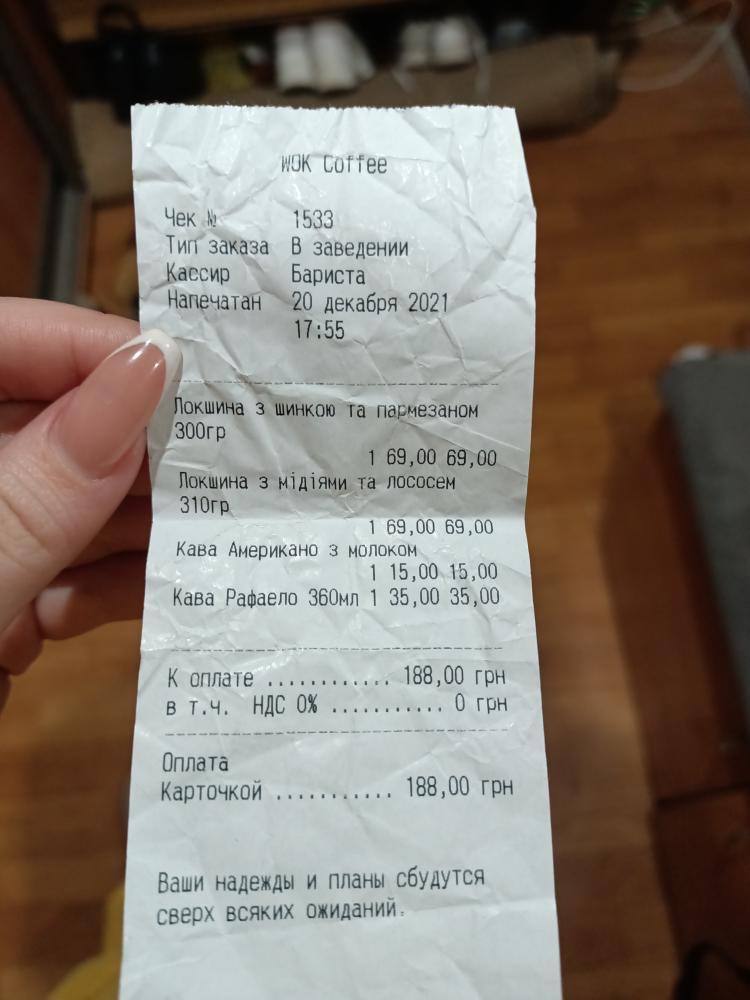 WOK Coffee
Чек № 1533
Тип заказа В заведении
Кассир Бариста
Напечатан 20 декабря 2021
17:55
Локшина з шинкою та пармезаном
300гр
1 69,00 69,00
Локшина з мідіями та лососем
310гр
1 69,00 69,00
Кава Американо з молоком
1 15,00 15,00
Кава Рафаело 360мл 1 35,00 35,00
К оплате ............ 188,00 грн
в т.ч. НДС 0% ........... 0 грн
Оплата
Карточкой ........... 188,00 грн
Ваши надежды и планы сбудутся
сверх всяких ожиданий.